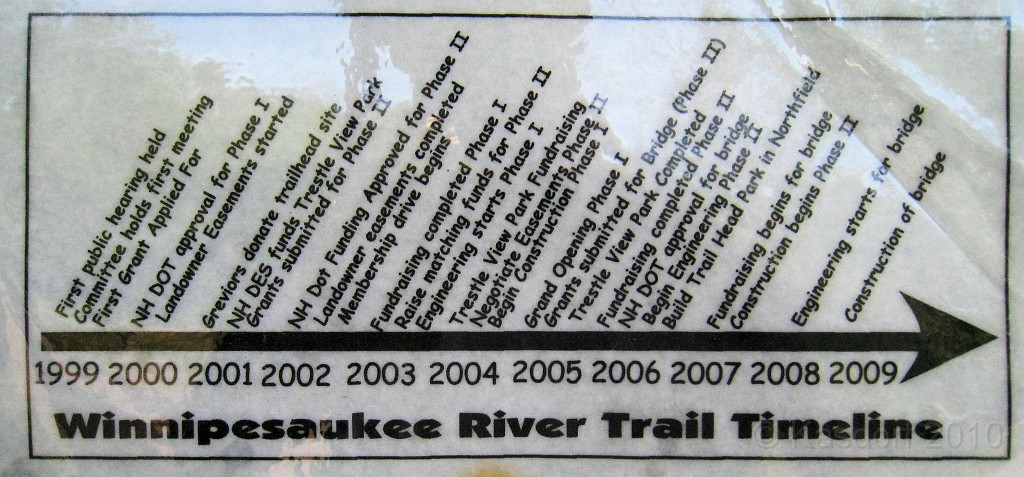 First public hearing held
Committee holds first meeting
First Grant Applied For
NH DOT approval for Phase I
Landowner Easements started
Greviors donate trailhead site
NH DES funds Trestle View Park
Grants submitted for Phase II
NH Dot Funding Approved for Phase II
Landowner easements completed
Membership drive begins
Fundraising completed Phase I
Raise matching funds for Phase II
Engineering starts Phase I
Trestle View Park Fundraising
Negotiate Easements Phase II
Begin Construction Phase I
Grand Opening Phase I
Grants submitted for Bridge (Phase II)
Trestle View Park Completed
Fundraising completed Phase II
NH DOT approval for bridge
Begin Engineering Phase II
Build Trail Head Park in Northfield
Fundraising begins for bridge
Construction begins Phase II
Engineering starts for bridge
Construction of bridge
1999 2000 2001 2002 2003 2004 2005 2006 2007 2008 2009
Winnipesaukee River Trail Timeline
2010